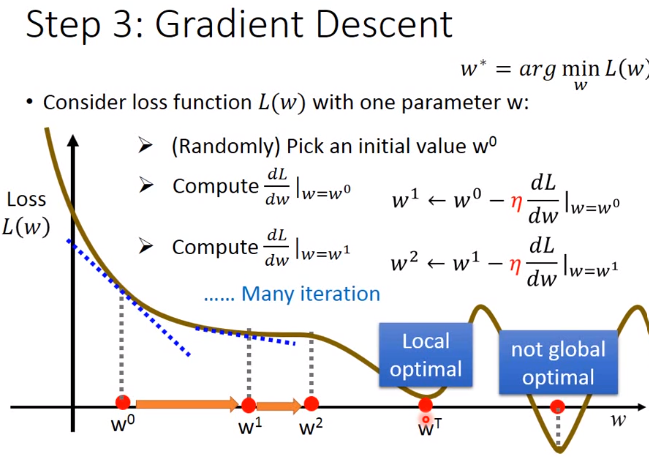 Step 3: Gradient Descent
w* = arg min_w L(w)
• Consider loss function L(w) with one parameter w:
➢ (Randomly) Pick an initial value w⁰
➢ Compute dL/dw |w=w⁰
w¹ ← w⁰ − η dL/dw |w=w⁰
➢ Compute dL/dw |w=w¹
w² ← w¹ − η dL/dw |w=w¹
...... Many iteration
Loss
L(w)
Local
optimal
not global
optimal
w⁰
w¹
w²
wᵀ
w